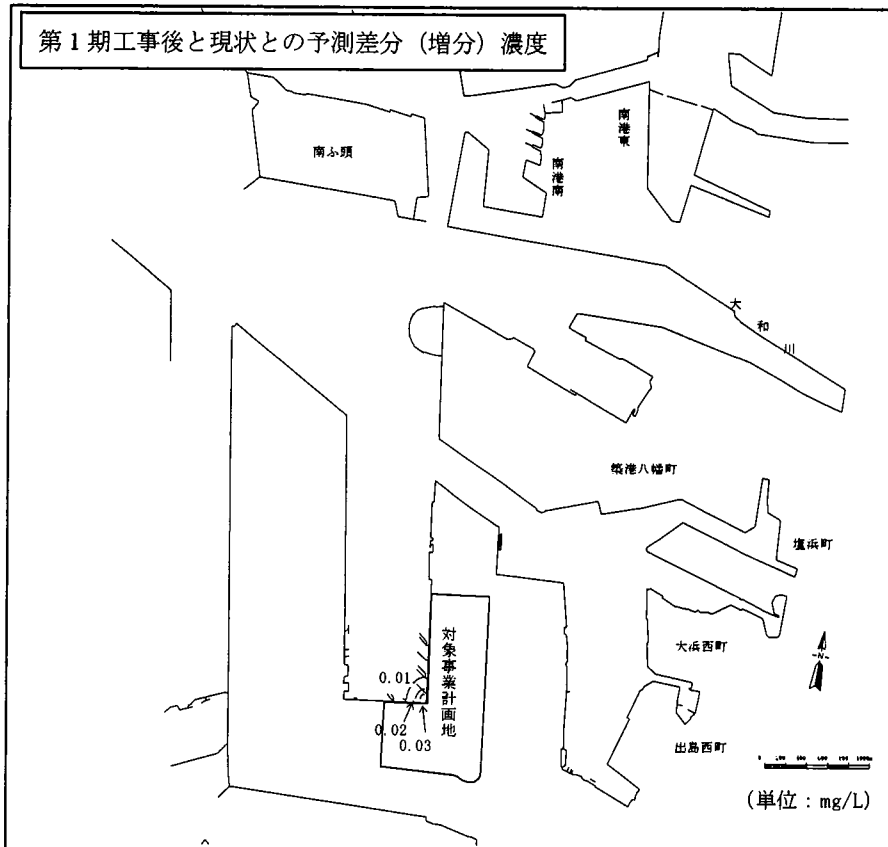 第1期工事後と現状との予測差分（増分）濃度
南ふ頭
南港南
南港東
大和川
築港八幡町
塩浜町
大浜西町
出島西町
対象事業計画地
0.01
0.02
0.03
N
(単位：mg/L)